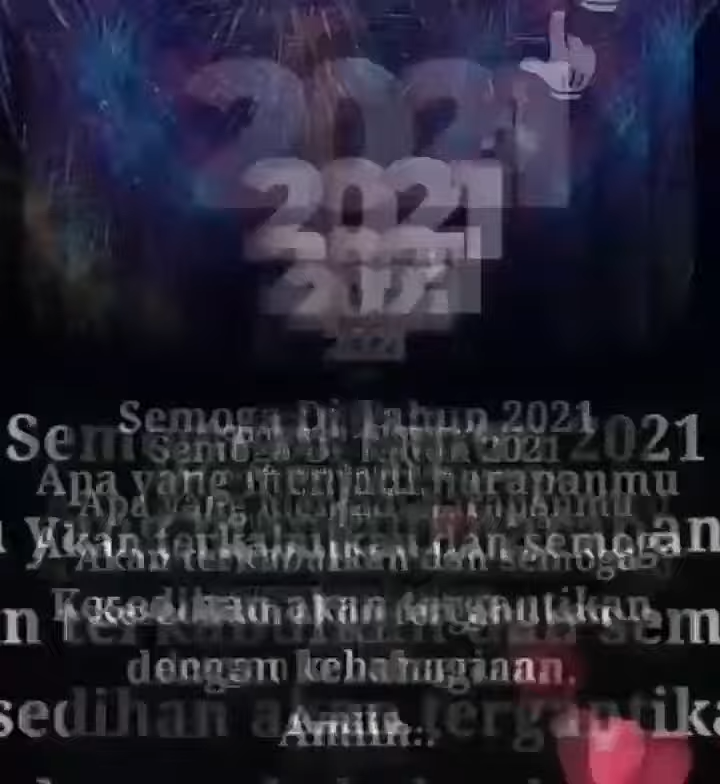 2021
2021
2021
Semoga Di Tahun 2021
Apa yang menjadi harapanmu
Akan terkabulkan dan semoga
Kesedihan akan tergantikan
dengan kebahagiaan.
Amiin..